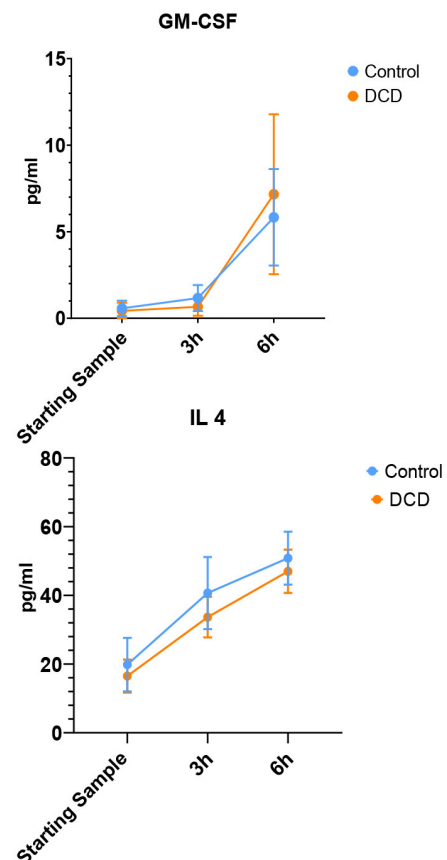 GM-CSF
15
10
5
0
pg/ml
Control
DCD
Starting Sample
3h
6h
IL 4
80
60
40
20
0
pg/ml
Control
DCD
Starting Sample
3h
6h